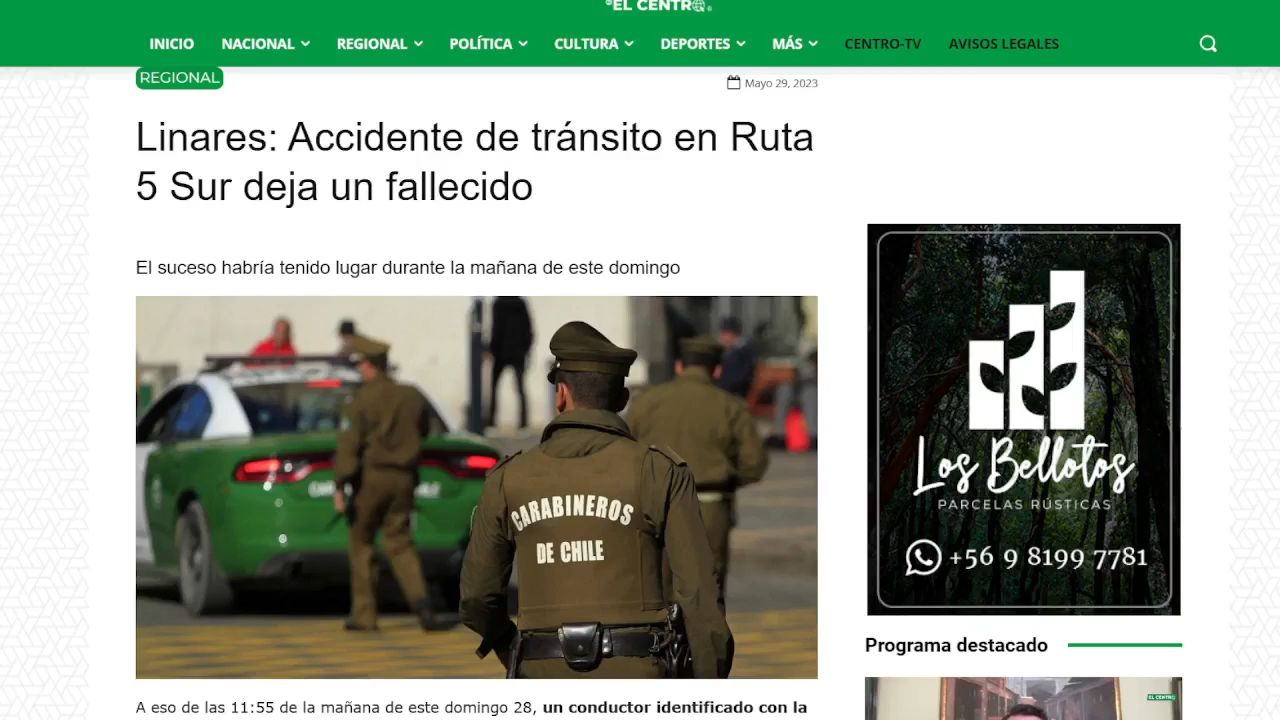 EL CENTRO
INICIO NACIONAL REGIONAL POLÍTICA CULTURA DEPORTES MÁS CENTRO-TV AVISOS LEGALES
REGIONAL
Mayo 29, 2023
Linares: Accidente de tránsito en Ruta
5 Sur deja un fallecido
El suceso habría tenido lugar durante la mañana de este domingo
CARABINEROS
DE CHILE
A eso de las 11:55 de la mañana de este domingo 28, un conductor identificado con la
Los Bellotos
PARCELAS RÚSTICAS
+56 9 8199 7781
Programa destacado
EL CENTRO